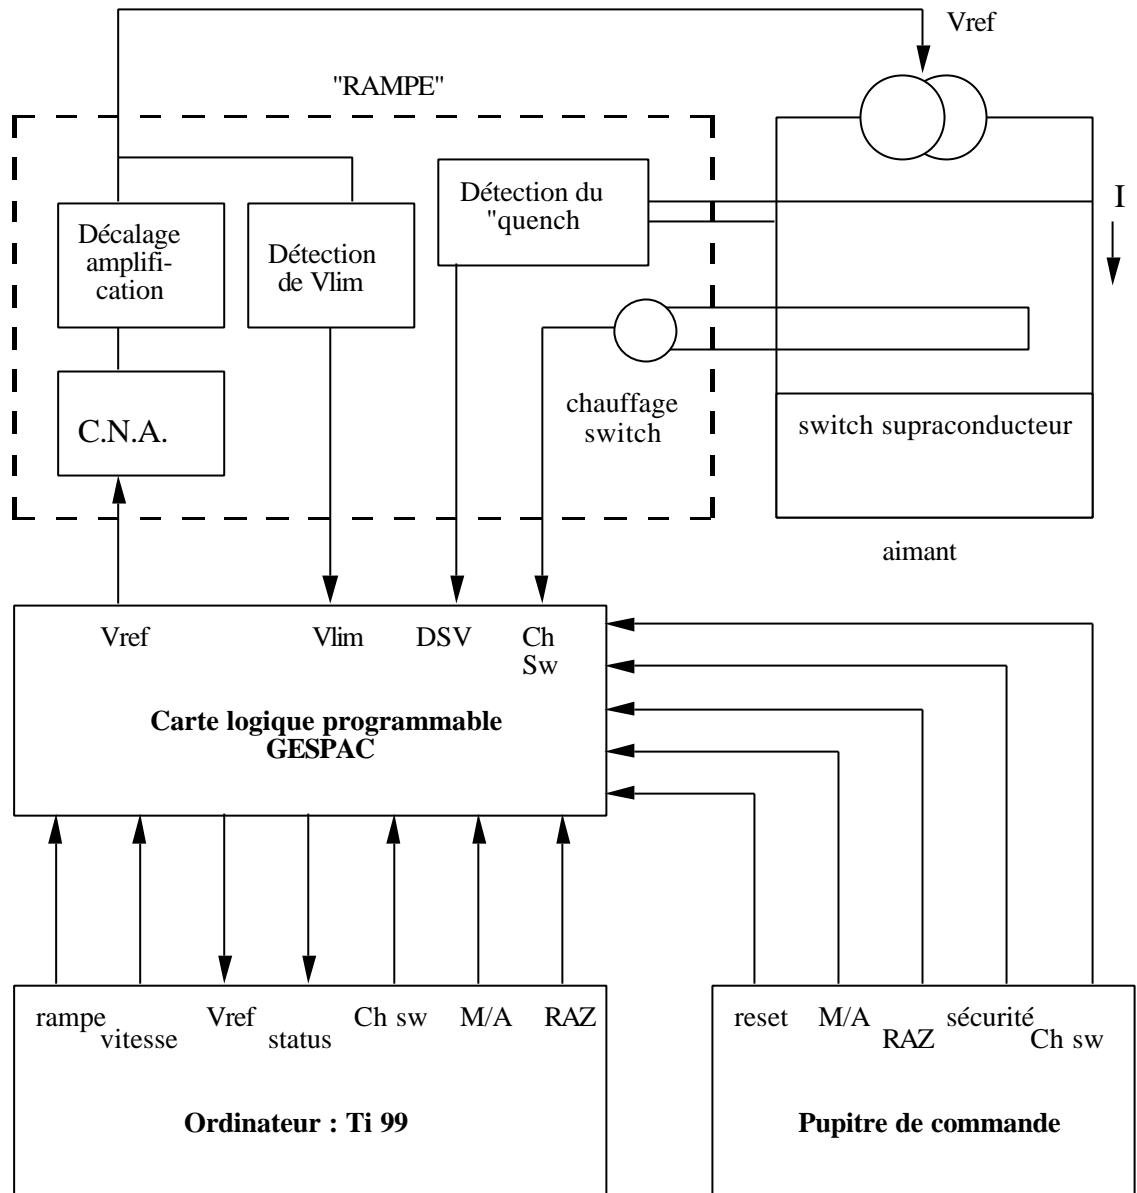 Vref
"RAMPE"
Détection du
"quench
I
Décalage
amplifi-
cation
Détection
de Vlim
C.N.A.
chauffage
switch
switch supraconducteur
aimant
Vref
Vlim
DSV
Ch
Sw
Carte logique programmable
GESPAC
rampe
vitesse
Vref
status
Ch sw
M/A
RAZ
reset
M/A
RAZ
sécurité
Ch sw
Ordinateur : Ti 99
Pupitre de commande